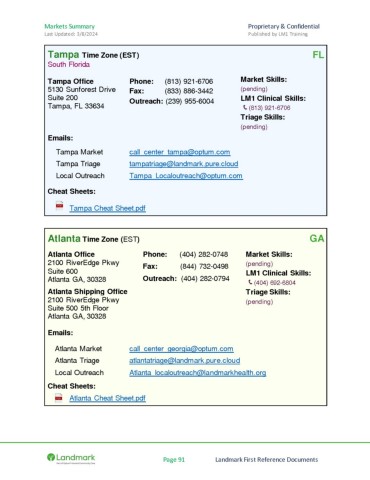 Markets Summary Proprietary & Confidential
Last Updated: 5/8/2024 Published by LM1 Training
Tampa Time Zone (EST) FL
South Florida
Tampa Office
5130 Sunforest Drive
Suite 200
Tampa, FL 33634
Phone: (813) 921-6706
Fax: (833) 886-3442
Outreach: (239) 955-6004
Market Skills:
(pending)
LM1 Clinical Skills:
(813) 921-6706
Triage Skills:
(pending)
Emails:
Tampa Market call_center_tampa@optum.com
Tampa Triage tampatriage@landmark.pure.cloud
Local Outreach Tampa_Localoutreach@optum.com
Cheat Sheets:
Tampa Cheat Sheet.pdf
Atlanta Time Zone (EST) GA
Atlanta Office
2100 RiverEdge Pkwy
Suite 600
Atlanta GA, 30328
Atlanta Shipping Office
2100 RiverEdge Pkwy
Suite 500 5th Floor
Atlanta GA, 30328
Phone: (404) 282-0748
Fax: (844) 732-0498
Outreach: (404) 282-0794
Market Skills:
(pending)
LM1 Clinical Skills:
(404) 692-6804
Triage Skills:
(pending)
Emails:
Atlanta Market call_center_georgia@optum.com
Atlanta Triage atlantatriage@landmark.pure.cloud
Local Outreach Atlanta_localoutreach@landmarkhealth.org
Cheat Sheets:
Atlanta Cheat Sheet.pdf
Landmark
Page 91
Landmark First Reference Documents